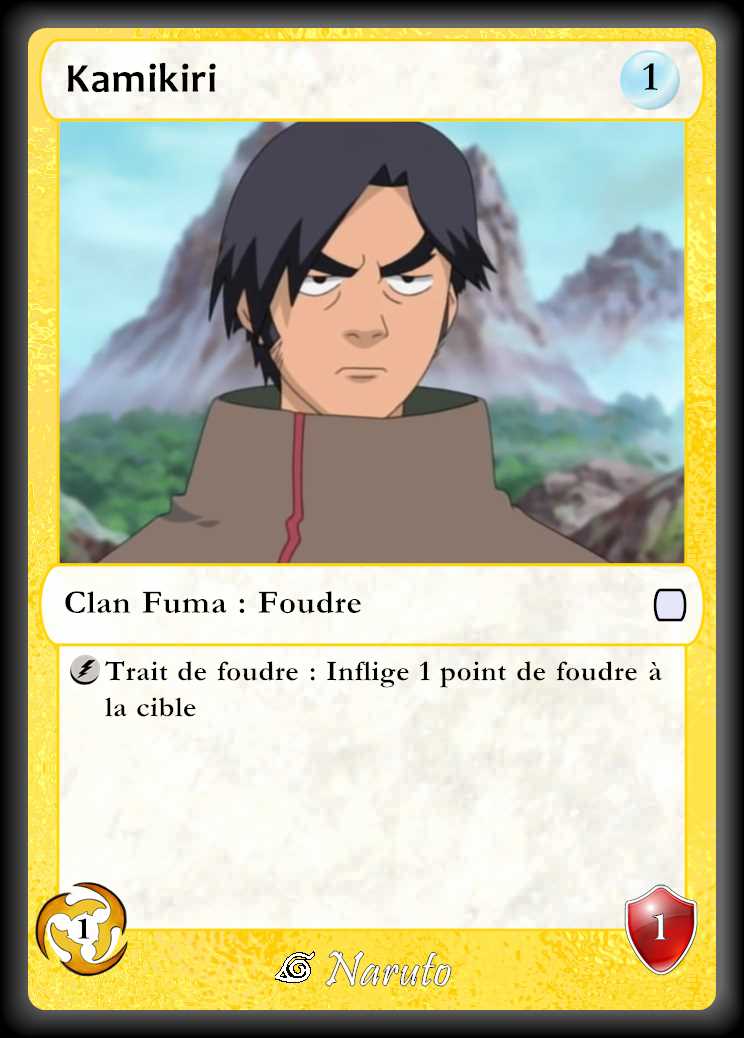 Kamikiri 1
Clan Fuma : Foudre
Trait de foudre : Inflige 1 point de foudre à
la cible
1 1
Naruto